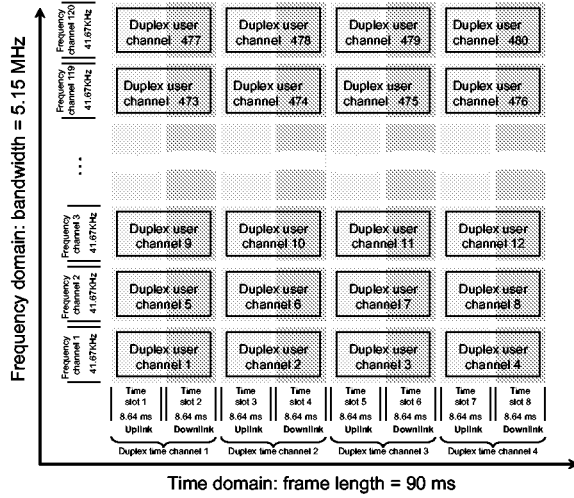 Frequency domain: bandwidth = 5.15 MHz
Frequency
channel 120
41.67KHz
Duplex user
channel 477
Duplex user
channel 478
Duplex user
channel 479
Duplex user
channel 480
Frequency
channel 119
41.67KHz
Duplex user
channel 473
Duplex user
channel 474
Duplex user
channel 475
Duplex user
channel 476
...
Frequency
channel 3
41.67KHz
Duplex user
channel 9
Duplex user
channel 10
Duplex user
channel 11
Duplex user
channel 12
Frequency
channel 2
41.67KHz
Duplex user
channel 5
Duplex user
channel 6
Duplex user
channel 7
Duplex user
channel 8
Frequency
channel 1
41.67KHz
Duplex user
channel 1
Duplex user
channel 2
Duplex user
channel 3
Duplex user
channel 4
Time
slot 1
8.64 ms
Uplink
Time
slot 2
8.64 ms
Downlink
Time
slot 3
8.64 ms
Uplink
Time
slot 4
8.64 ms
Downlink
Time
slot 5
8.64 ms
Uplink
Time
slot 6
8.64 ms
Downlink
Time
slot 7
8.64 ms
Uplink
Time
slot 8
8.64 ms
Downlink
Duplex time channel 1
Duplex time channel 2
Duplex time channel 3
Duplex time channel 4
Time domain: frame length = 90 ms